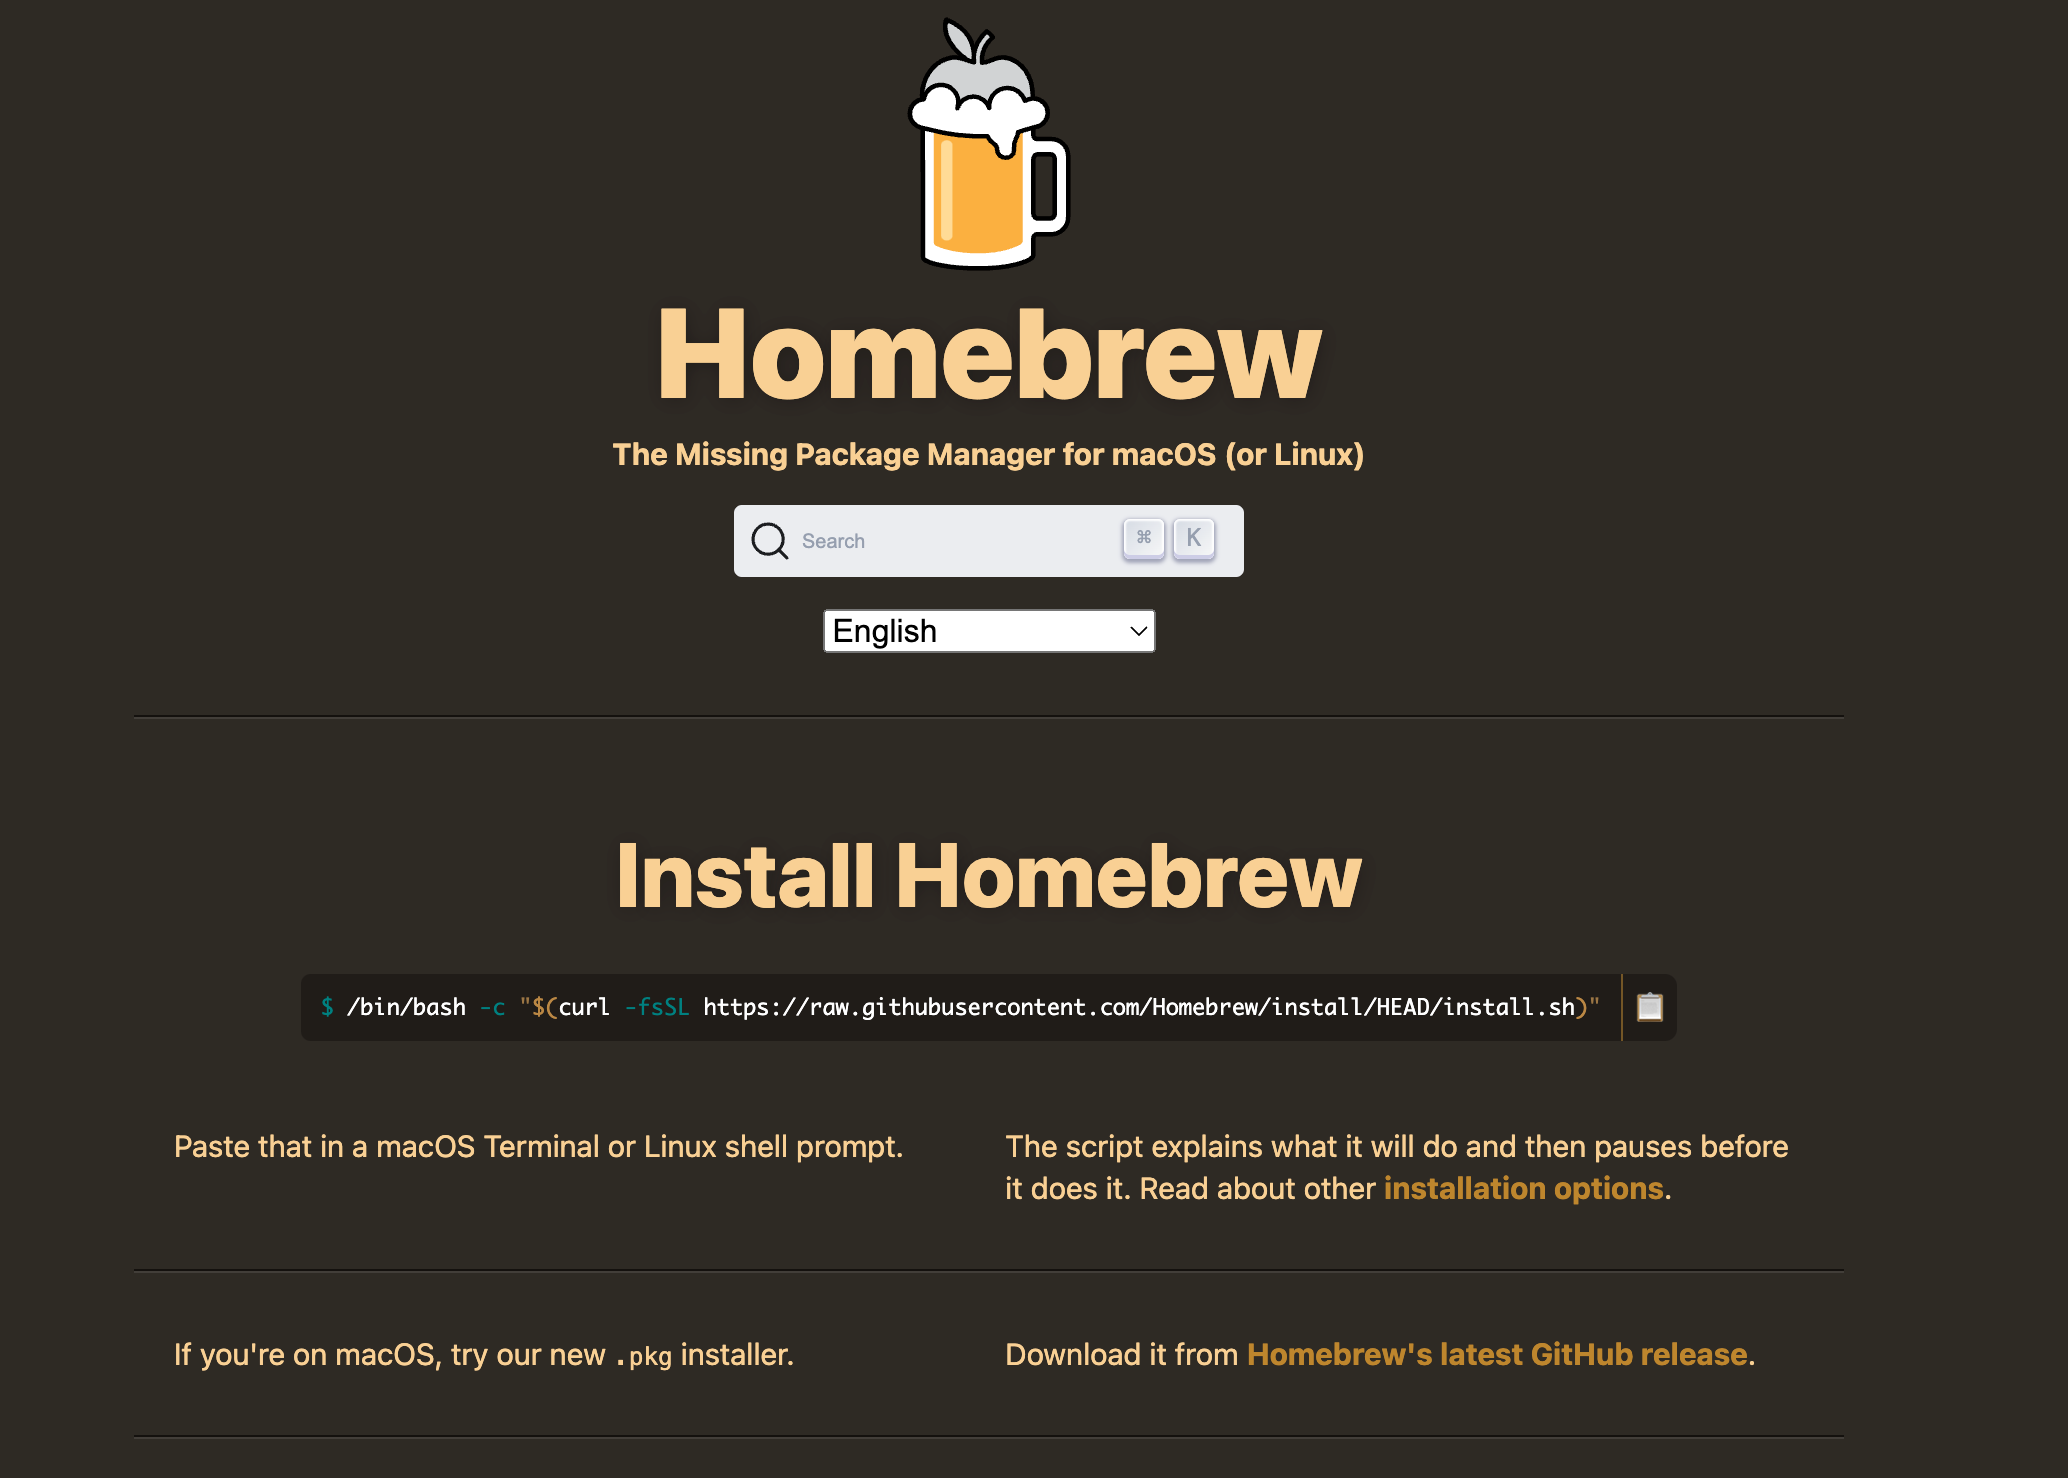 Homebrew
The Missing Package Manager for macOS (or Linux)
Search ⌘ K
English
Install Homebrew
$ /bin/bash -c "$(curl -fsSL https://raw.githubusercontent.com/Homebrew/install/HEAD/install.sh)"
Paste that in a macOS Terminal or Linux shell prompt.
The script explains what it will do and then pauses before
it does it. Read about other installation options.
If you're on macOS, try our new .pkg installer.
Download it from Homebrew's latest GitHub release.